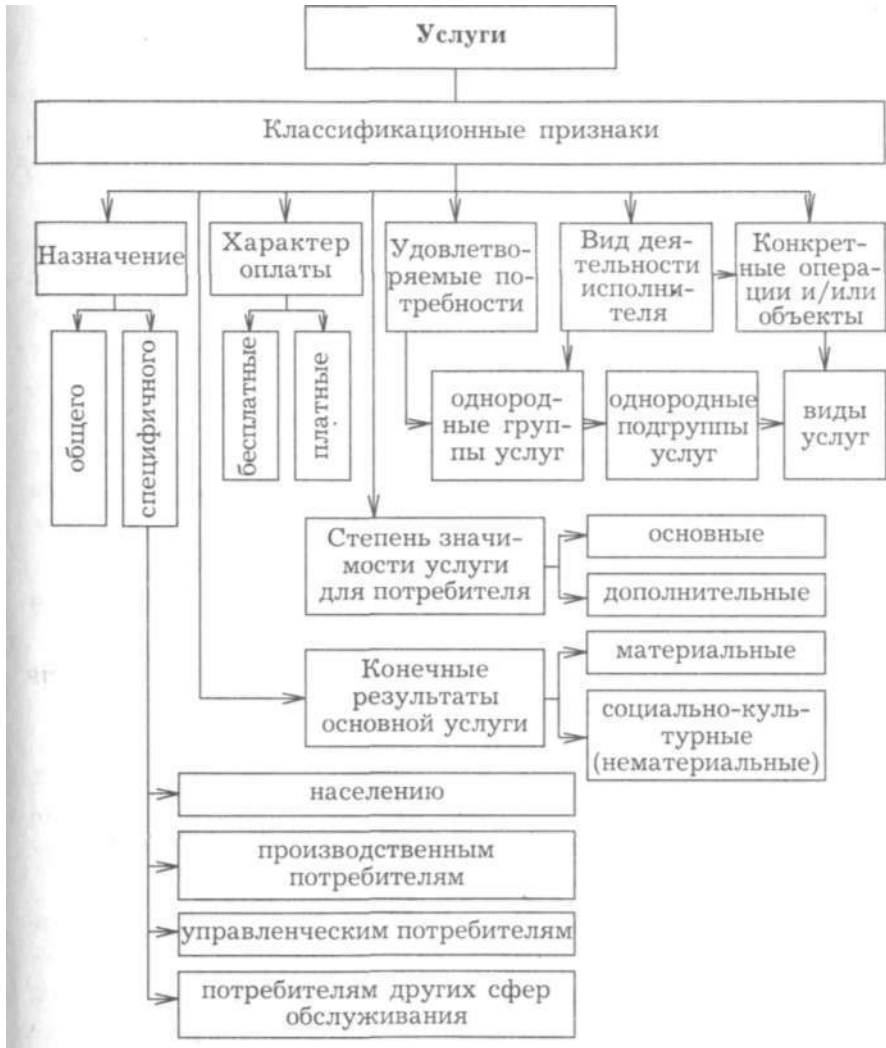 Услуги
Классификационные признаки
Назначение
Характер
оплаты
Удовлетво-
ряемые по-
требности
Вид дея-
тельности
исполни-
теля
Конкрет-
ные опера-
ции и/или
объекты
общего
специфичного
бесплатные
платные
однород-
ные груп-
пы услуг
однородные
подгруппы
услуг
виды
услуг
Степень значи-
мости услуги
для потребителя
основные
дополнительные
Конечные
результаты
основной услуги
материальные
социально-куль-
турные
(нематериальные)
населению
производственным
потребителям
управленческим потребителям
потребителям других сфер
обслуживания